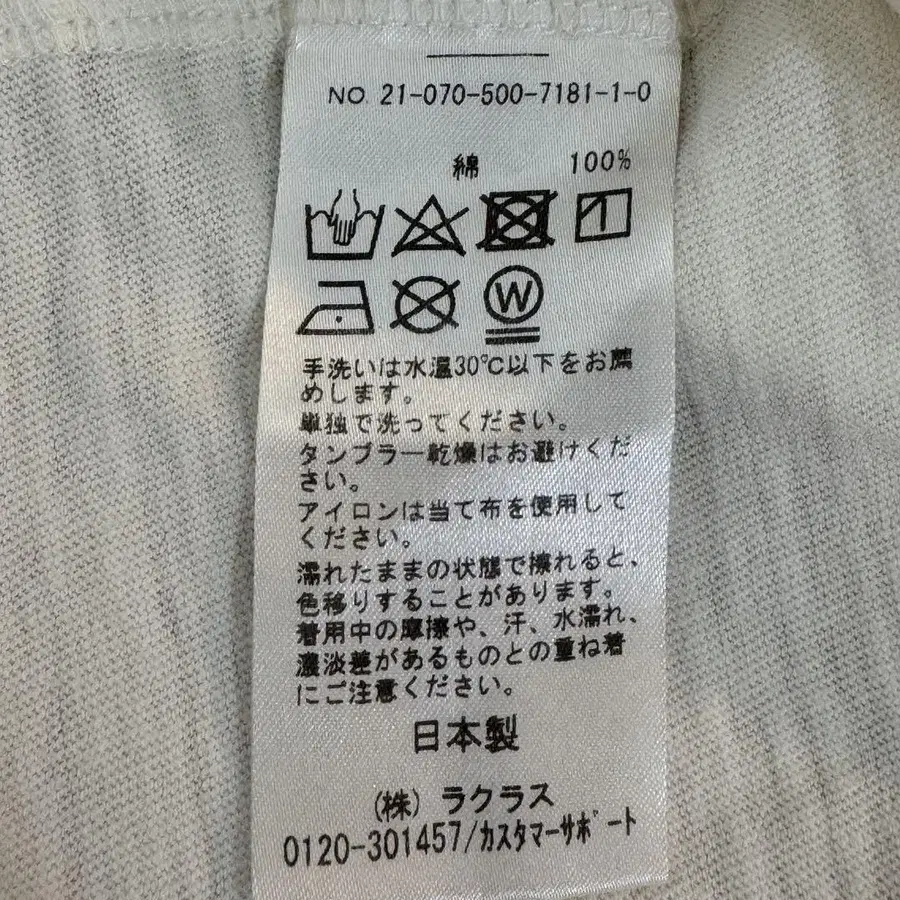 NO. 21-070-500-7181-1-0
綿 100%
W
手洗いは水温30℃以下をお薦
めします。
単独で洗ってください。
タンブラー乾燥はお避けくだ
さい。
アイロンは当て布を使用して
ください。
濡れたままの状態で擦れると、
色移りすることがあります。
着用中の摩擦や、汗、水濡れ、
濃淡差があるものとの重ね着
にご注意ください。
日本製
(株) ラクラス
0120-301457/カスタマーサポート